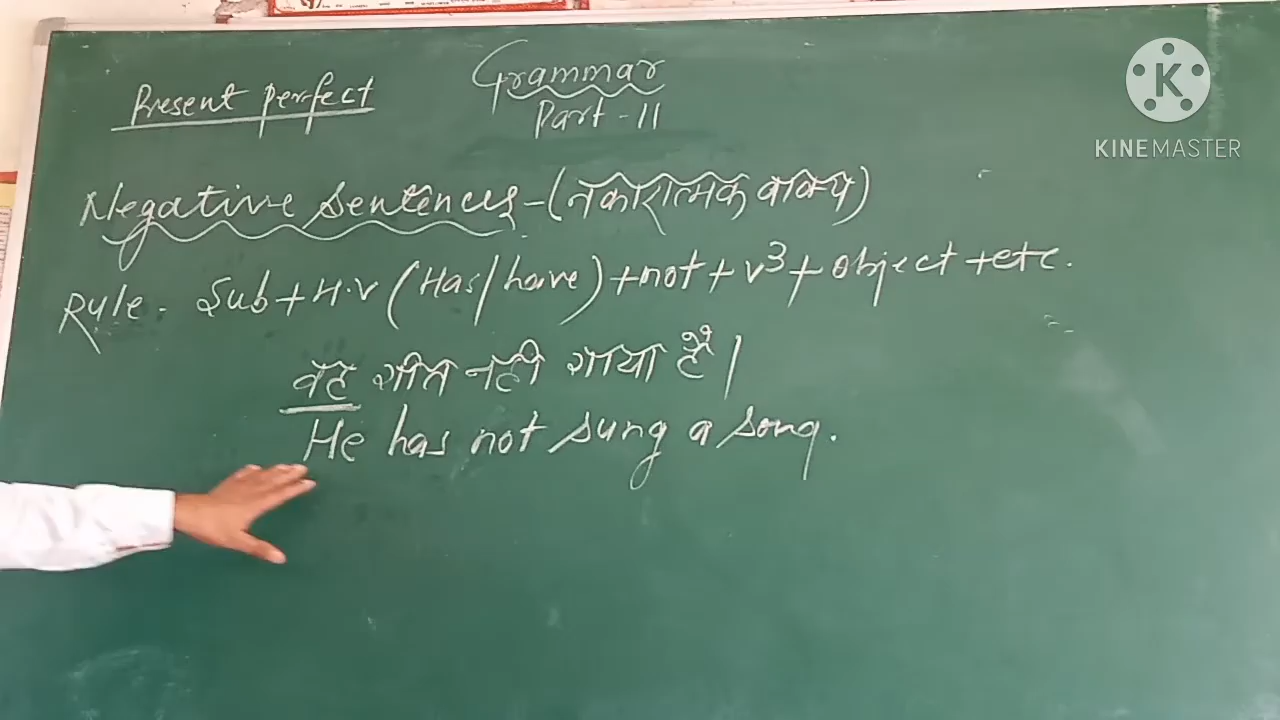 Present perfect
Grammar
Part - II
Negative Sentences - (नकारात्मक वाक्य)
Rule - Sub + H.V (Has/have) + not + V³ + object + etc.
वह गीत नही गाया है।
He has not sung a song.
K
KINEMASTER